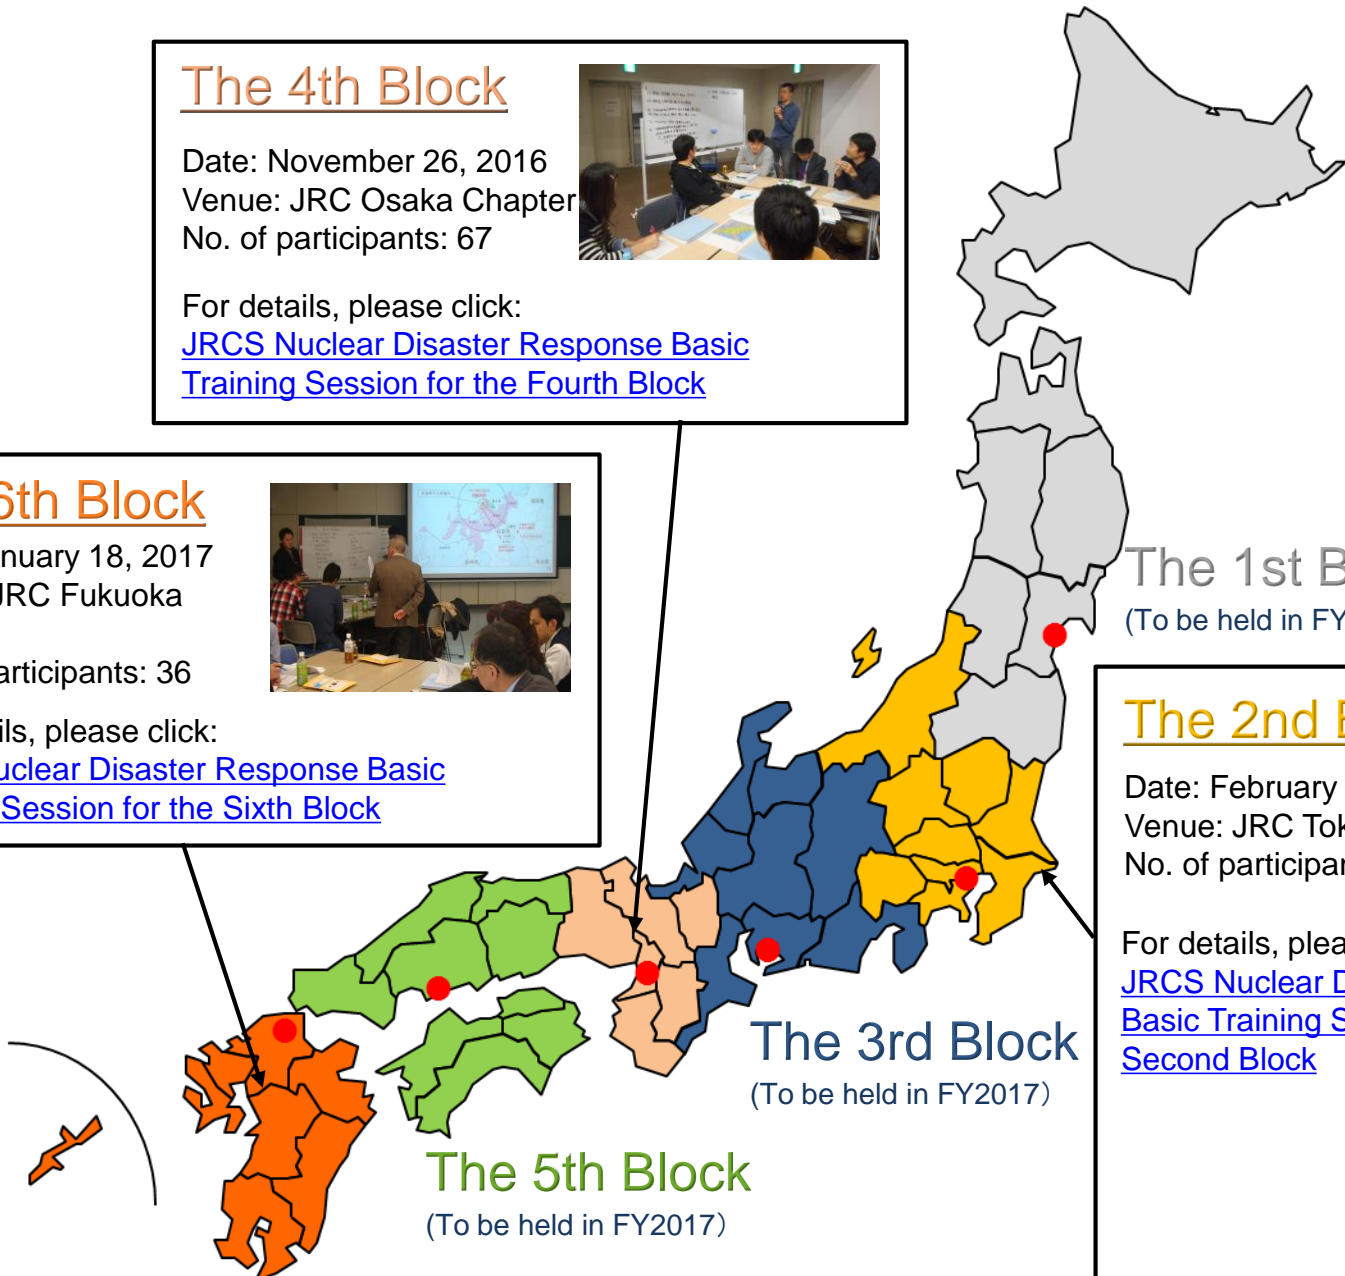 The 4th Block
Date: November 26, 2016
Venue: JRC Osaka Chapter
No. of participants: 67
For details, please click:
JRCS Nuclear Disaster Response Basic
Training Session for the Fourth Block
6th Block
nuary 18, 2017
JRC Fukuoka
articipants: 36
ils, please click:
uclear Disaster Response Basic
Session for the Sixth Block
The 1st B
(To be held in FY
The 2nd
Date: February
Venue: JRC Tok
No. of participan
For details, plea
JRCS Nuclear D
Basic Training S
Second Block
The 3rd Block
(To be held in FY2017）
The 5th Block
(To be held in FY2017）